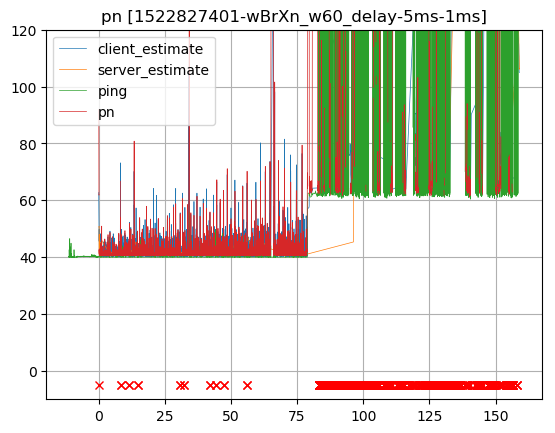 pn [1522827401-wBrXn_w60_delay-5ms-1ms]
client_estimate
server_estimate
ping
pn
120
100
80
60
40
20
0
0 25 50 75 100 125 150